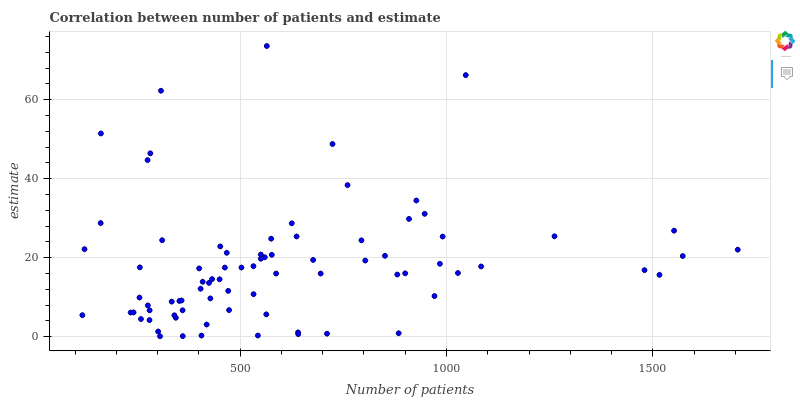 Correlation between number of patients and estimate
60
40
20
0
estimate
500
1000
1500
Number of patients